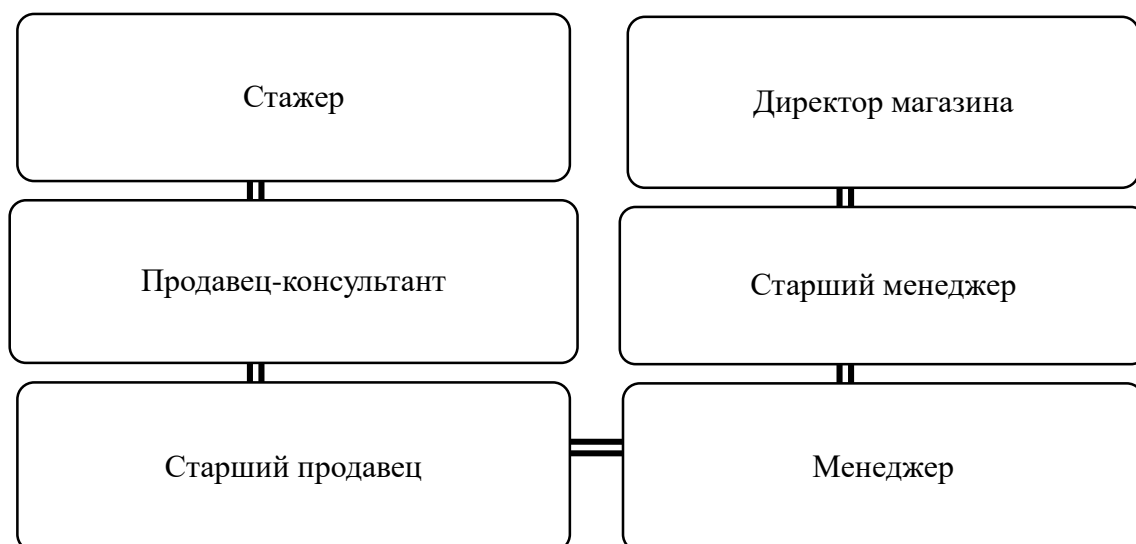 Стажер
Продавец-консультант
Старший продавец
Директор магазина
Старший менеджер
Менеджер